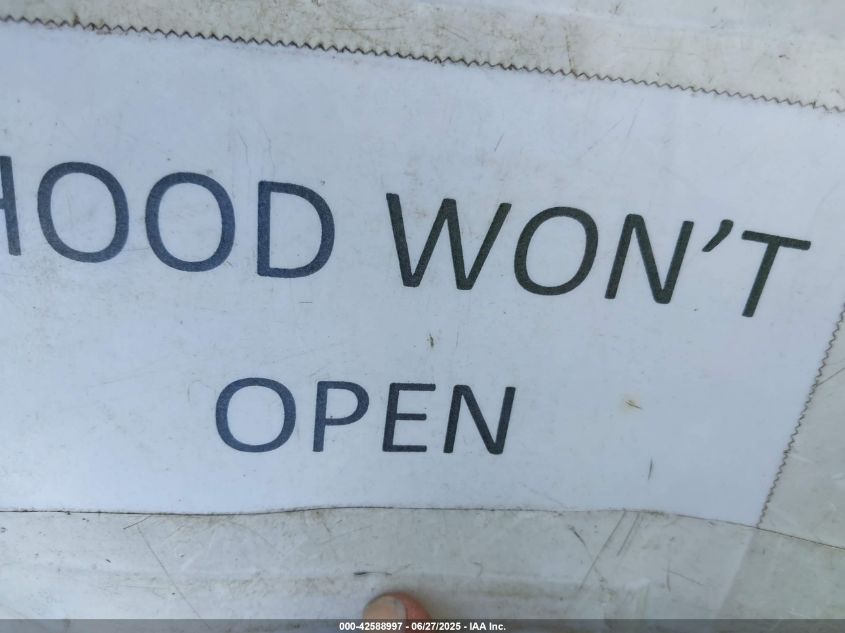 HOOD WON'T
OPEN
000-42588997 - 06/27/2025 - IAA Inc.